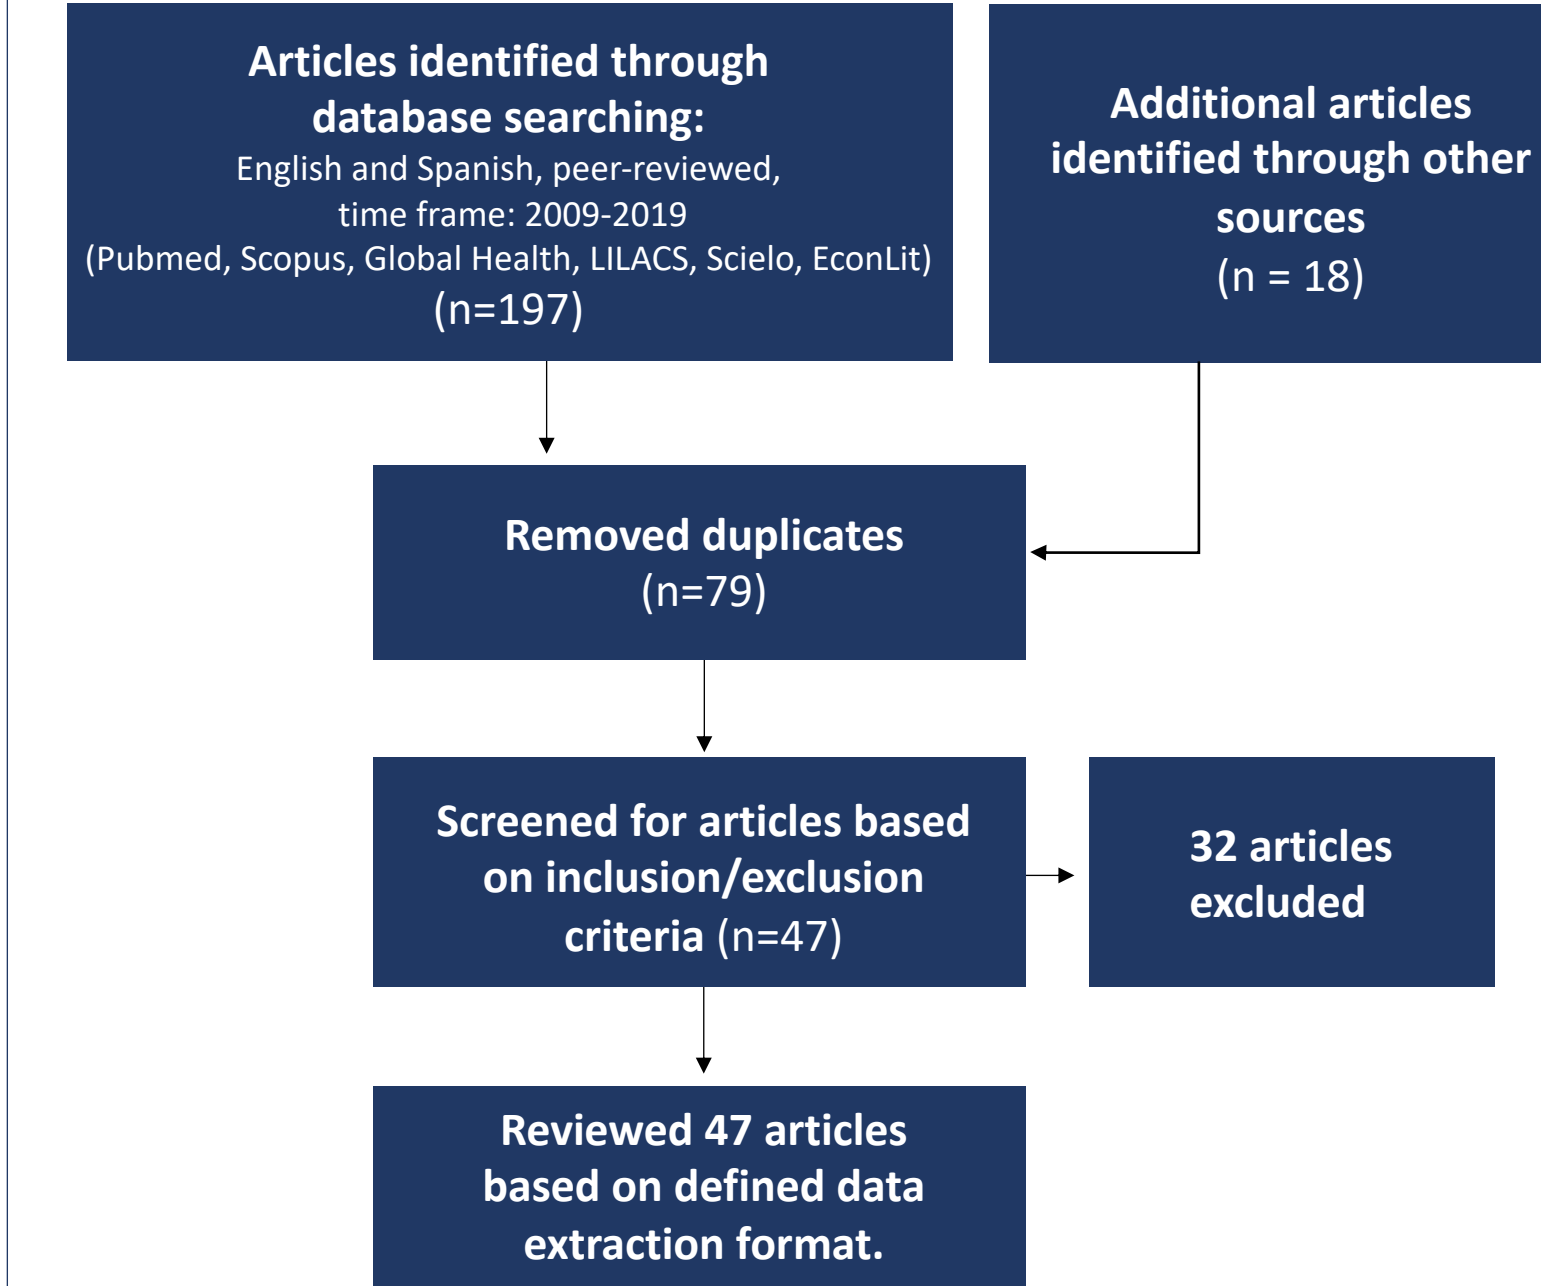 Articles identified through
database searching:
English and Spanish, peer-reviewed,
time frame: 2009-2019
(Pubmed, Scopus, Global Health, LILACS, Scielo, EconLit)
(n=197)
Additional articles
identified through other
sources
(n = 18)
Removed duplicates
(n=79)
Screened for articles based
on inclusion/exclusion
criteria (n=47)
32 articles
excluded
Reviewed 47 articles
based on defined data
extraction format.